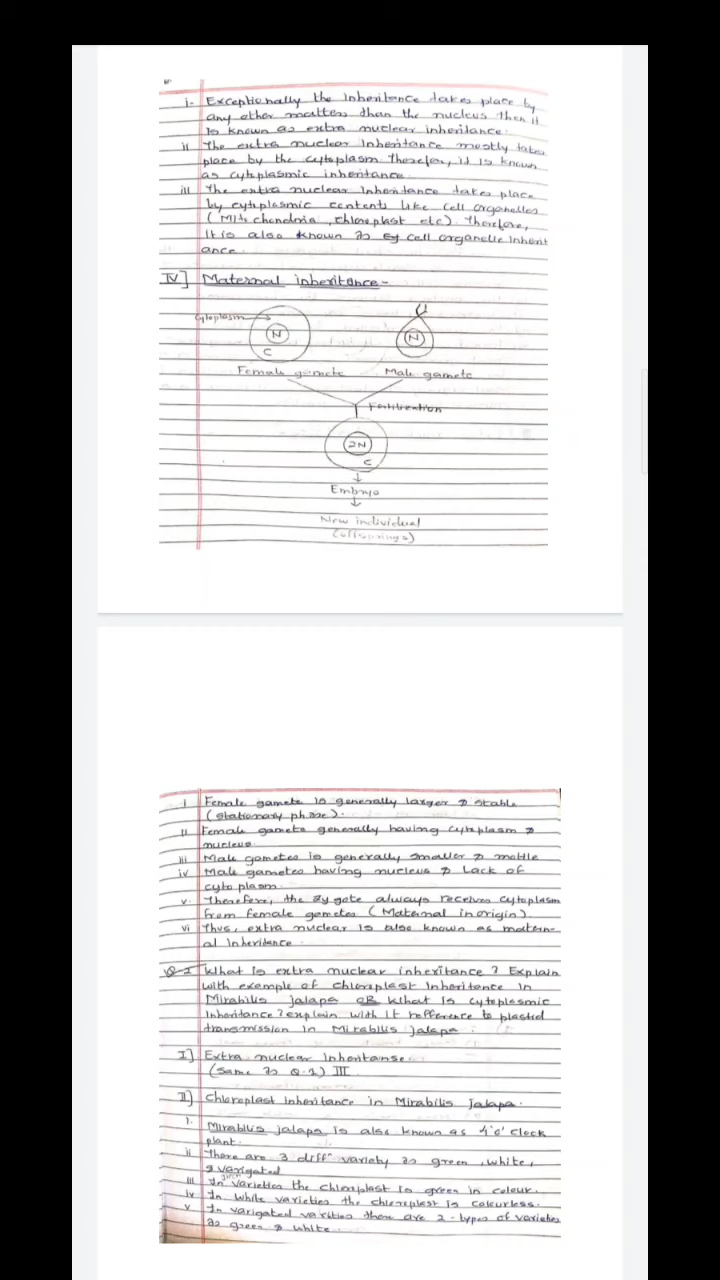 i- Exceptionally the inheritence takes place by
any other matters than the nucleus then it
is known as extra nuclear inheritance.
ii The extra nuclear inheritance mostly takes
place by the cytoplasm therefore, it is known
as cytoplasmic inheritance.
iii The extra nuclear inheritance takes place
by cytoplasmic contents like cell organelles
(Mitochondria, chloroplast etc). Therefore,
it is also known as cell organelle inherit
ance.
IV] Maternal inheritance-
Cytoplasm
N
N
C
Female gamete Male gamete
Fertilization
2N
C
Embryo
New individual
(offsprings)
i Female gamete is generally larger & stable
(stationary phase).
ii Female gamete generally having cytoplasm &
nucleus.
iii Male gametes is generally smaller & motile
iv Male gametes having nucleus & Lack of
cytoplasm.
v. Therefore, the zygote always receives cytoplasm
from female gametes (Maternal in origin)
vi Thus, extra nuclear is also known as matern-
al inheritance.
Q-2 What is extra nuclear inheritance? Explain
with example of chloroplast inheritance in
Mirabilis jalapa OR What is cytoplasmic
inheritance? explain with it refference to plastid
transmission in Mirabilis jalapa.
I] Extra nuclear inheritanse.
(same as Q.1) III
II] Chloroplast inheritance in Mirabilis jalapa.
i. Mirabilus jalapa is also known as 4'o' clock
plant.
ii There are 3 diffn variety as green, white,
& varigated
iii In green varieties the chloroplast is green in colour.
iv In white varieties the chloroplast is colourless.
v In varigated varities there are 2-types of varieties
as green & white.